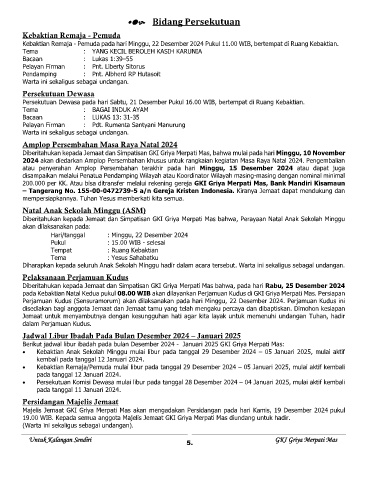 Bidang Persekutuan
Kebaktian Remaja - Pemuda
Kebaktian Remaja - Pemuda pada hari Minggu, 22 Desember 2024 Pukul 11.00 WIB, bertempat di Ruang Kebaktian.
Tema : YANG KECIL BEROLEH KASIH KARUNIA
Bacaan : Lukas 1:39–55
Pelayan Firman : Pnt. Liberty Sitorus
Pendamping : Pnt. Albherd RP Hutasoit
Warta ini sekaligus sebagai undangan.
Persekutuan Dewasa
Persekutuan Dewasa pada hari Sabtu, 21 Desember Pukul 16.00 WIB, bertempat di Ruang Kebaktian.
Tema : BAGAI INDUK AYAM
Bacaan : LUKAS 13: 31-35
Pelayan Firman : Pdt. Rumenta Santyani Manurung
Warta ini sekaligus sebagai undangan.
Amplop Persembahan Masa Raya Natal 2024
Diberitahukan kepada Jemaat dan Simpatisan GKI Griya Merpati Mas, bahwa mulai pada hari Minggu, 10 November
2024 akan diedarkan Amplop Persembahan khusus untuk rangkaian kegiatan Masa Raya Natal 2024. Pengembalian
atau penyerahan Amplop Persembahan terakhir pada hari Minggu, 15 Desember 2024 atau dapat juga
disampaikan melalui Penatua Pendamping Wilayah atau Koordinator Wilayah masing-masing dengan nominal minimal
200.000 per KK. Atau bisa ditransfer melalui rekening gereja GKI Griya Merpati Mas, Bank Mandiri Kisamaun
– Tangerang No. 155-00-0472739-5 a/n Gereja Kristen Indonesia. Kiranya Jemaat dapat mendukung dan
mempersiapkannya. Tuhan Yesus memberkati kita semua.
Natal Anak Sekolah Minggu (ASM)
Diberitahukan kepada Jemaat dan Simpatisan GKI Griya Merpati Mas, bahwa Perayaan Natal Anak Sekolah Minggu
akan dilaksanakan pada:
Hari/tanggal : Minggu, 22 Desember 2024
Pukul : 15.00 WIB - selesai
Tempat : Ruang Kebaktian
Tema : Yesus Sahabatku
Diharapkan kepada seluruh Anak Sekolah Minggu hadir dalam acara tersebut. Warta ini sekaligus sebagai undangan.
Pelaksanaan Perjamuan Kudus
Diberitahukan kepada Jemaat dan Simpatisan GKI Griya Merpati Mas bahwa, pada hari Rabu, 25 Desember 2024
pada Kebaktian Natal Kedua pukul 08.00 WIB akan dilayankan Perjamuan Kudus di GKI Griya Merpati Mas. Persiapan
Perjamuan Kudus (Sensuramorum) akan dilaksanakan pada hari Minggu, 22 Desember 2024. Perjamuan Kudus ini
disediakan bagi anggota Jemaat dan Jemaat tamu yang telah mengaku percaya dan dibaptiskan. Dimohon kesiapan
Jemaat untuk menyambutnya dengan kesungguhan hati agar kita layak untuk memenuhi undangan Tuhan, hadir
dalam Perjamuan Kudus.
Jadwal Libur Ibadah Pada Bulan Desember 2024 – Januari 2025
Berikut jadwal libur ibadah pada bulan Desember 2024 - Januari 2025 GKI Griya Merpati Mas:
• Kebaktian Anak Sekolah Minggu mulai libur pada tanggal 29 Desember 2024 – 05 Januari 2025, mulai aktif
kembali pada tanggal 12 Januari 2024.
• Kebaktian Remaja/Pemuda mulai libur pada tanggal 29 Desember 2024 – 05 Januari 2025, mulai aktif kembali
pada tanggal 12 Januari 2024.
• Persekutuan Komisi Dewasa mulai libur pada tanggal 28 Desember 2024 – 04 Januari 2025, mulai aktif kembali
pada tanggal 11 Januari 2024.
Persidangan Majelis Jemaat
Majelis Jemaat GKI Griya Merpati Mas akan mengadakan Persidangan pada hari Kamis, 19 Desember 2024 pukul
19.00 WIB. Kepada semua anggota Majelis Jemaat GKI Griya Merpati Mas diundang untuk hadir.
(Warta ini sekaligus sebagai undangan).
Untuk Kalangan Sendiri 5. GKI Griya Merpati Mas